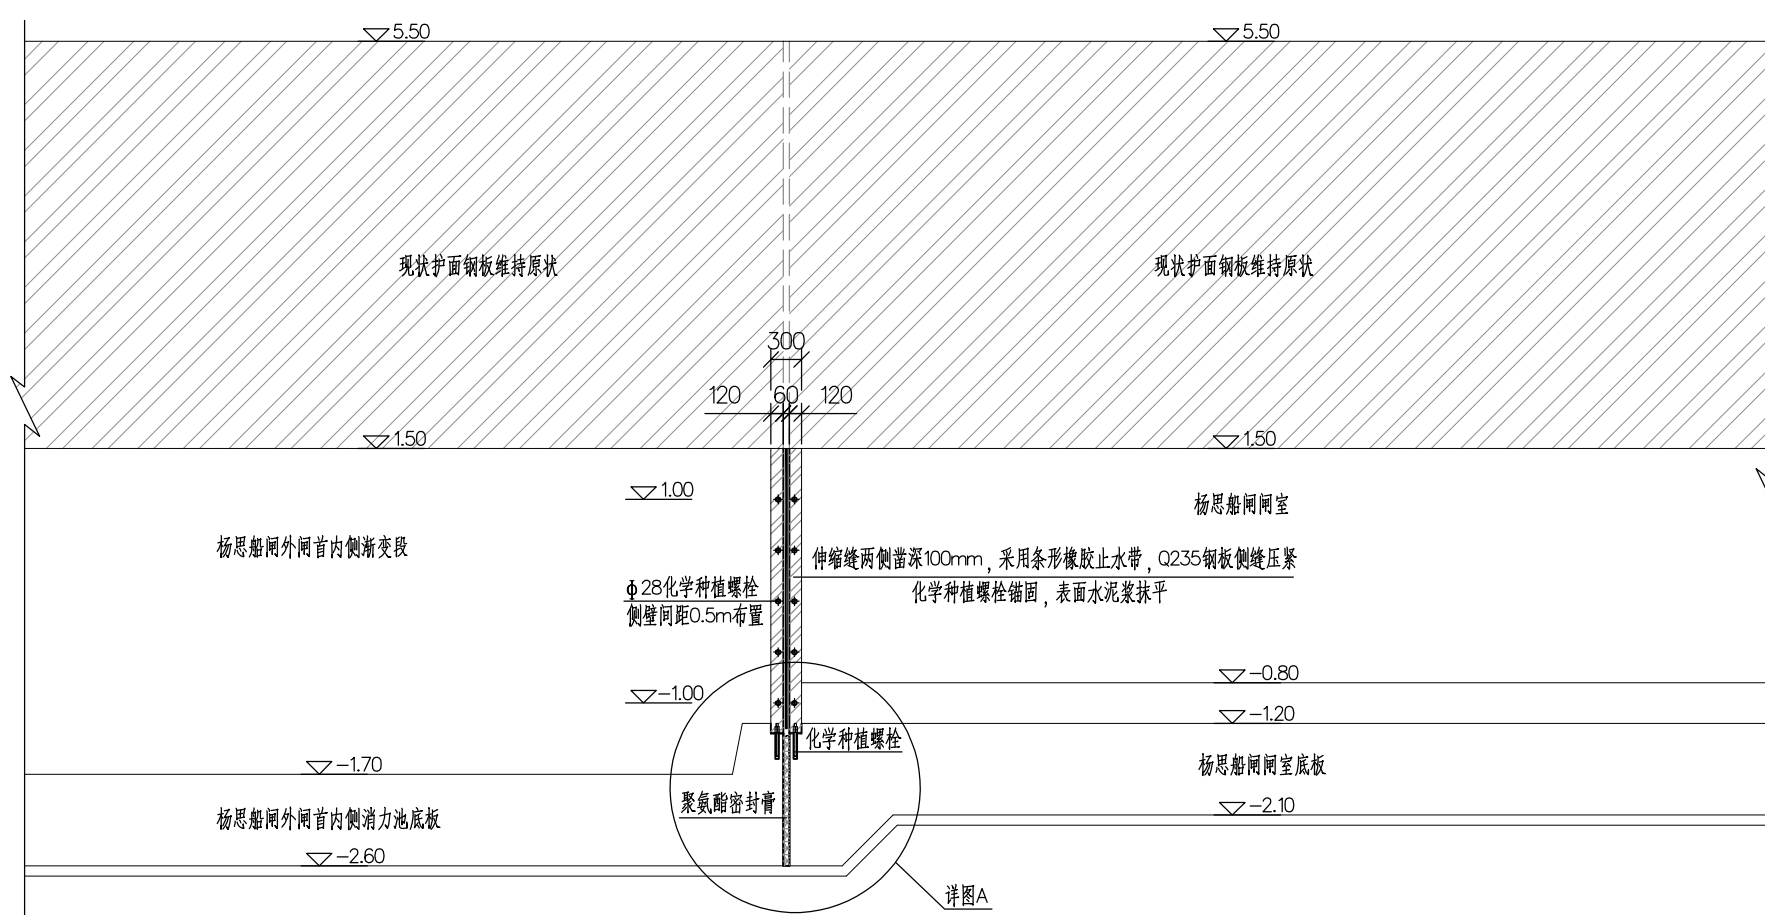 5.50
5.50
现状护面钢板维持原状
现状护面钢板维持原状
300
120
60
120
1.50
1.50
1.00
杨思船闸闸室
杨思船闸外闸首内侧渐变段
伸缩缝两侧凿深100mm，采用条形橡胶止水带，Q235钢板侧缝压紧
化学种植螺栓锚固，表面水泥浆抹平
ϕ28化学种植螺栓
侧壁间距0.5m布置
-0.80
-1.00
-1.20
化学种植螺栓
-1.70
杨思船闸闸室底板
聚氨酯密封膏
-2.10
杨思船闸外闸首内侧消力池底板
-2.60
详图A